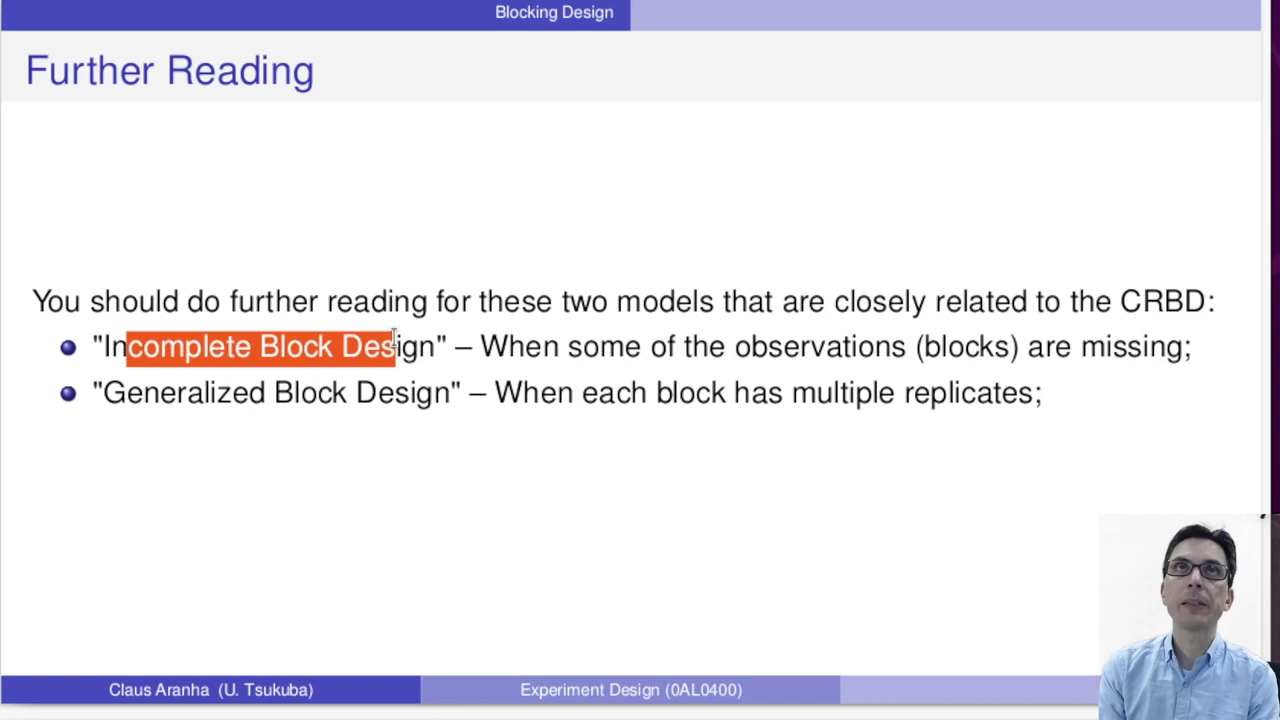 Blocking Design
Further Reading
You should do further reading for these two models that are closely related to the CRBD:
"Incomplete Block Design" – When some of the observations (blocks) are missing;
"Generalized Block Design" – When each block has multiple replicates;
Claus Aranha (U. Tsukuba)
Experiment Design (0AL0400)